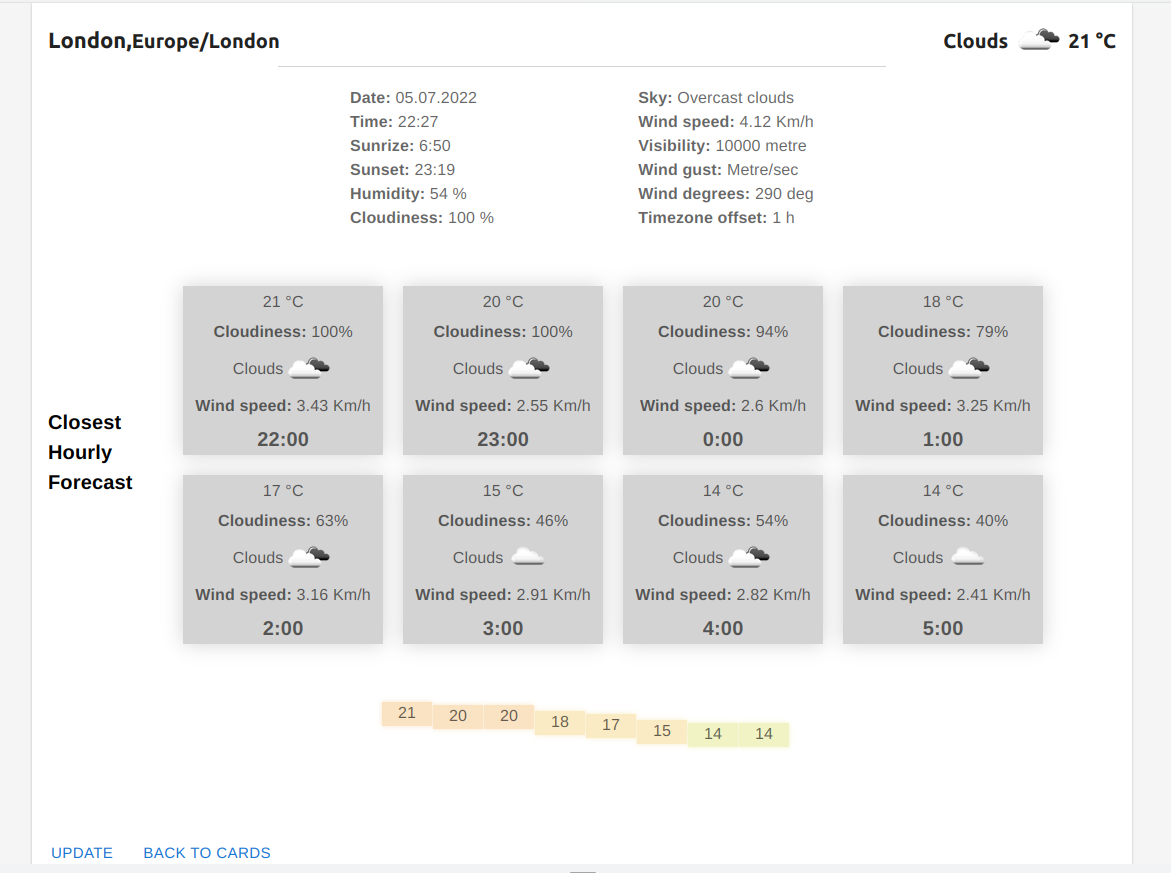 London,Europe/London
Clouds 21 °C
Date: 05.07.2022
Time: 22:27
Sunrize: 6:50
Sunset: 23:19
Humidity: 54 %
Cloudiness: 100 %
Sky: Overcast clouds
Wind speed: 4.12 Km/h
Visibility: 10000 metre
Wind gust: Metre/sec
Wind degrees: 290 deg
Timezone offset: 1 h
Closest
Hourly
Forecast
21 °C
Cloudiness: 100%
Clouds
Wind speed: 3.43 Km/h
22:00
20 °C
Cloudiness: 100%
Clouds
Wind speed: 2.55 Km/h
23:00
20 °C
Cloudiness: 94%
Clouds
Wind speed: 2.6 Km/h
0:00
18 °C
Cloudiness: 79%
Clouds
Wind speed: 3.25 Km/h
1:00
17 °C
Cloudiness: 63%
Clouds
Wind speed: 3.16 Km/h
2:00
15 °C
Cloudiness: 46%
Clouds
Wind speed: 2.91 Km/h
3:00
14 °C
Cloudiness: 54%
Clouds
Wind speed: 2.82 Km/h
4:00
14 °C
Cloudiness: 40%
Clouds
Wind speed: 2.41 Km/h
5:00
21 20 20 18 17 15 14 14
UPDATE BACK TO CARDS